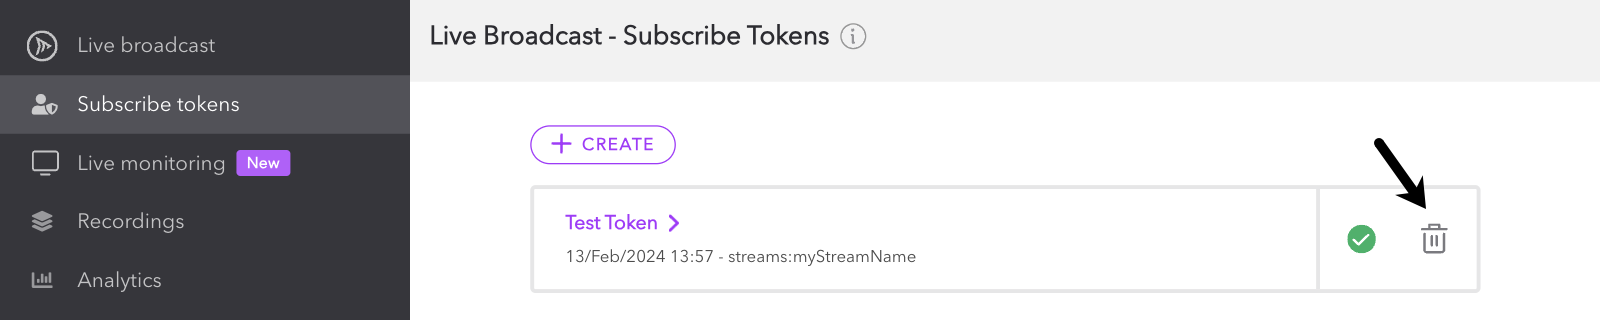 Live broadcast
Subscribe tokens
Live monitoring New
Recordings
Analytics
Live Broadcast - Subscribe Tokens
CREATE
Test Token
13/Feb/2024 13:57 - streams:myStreamName